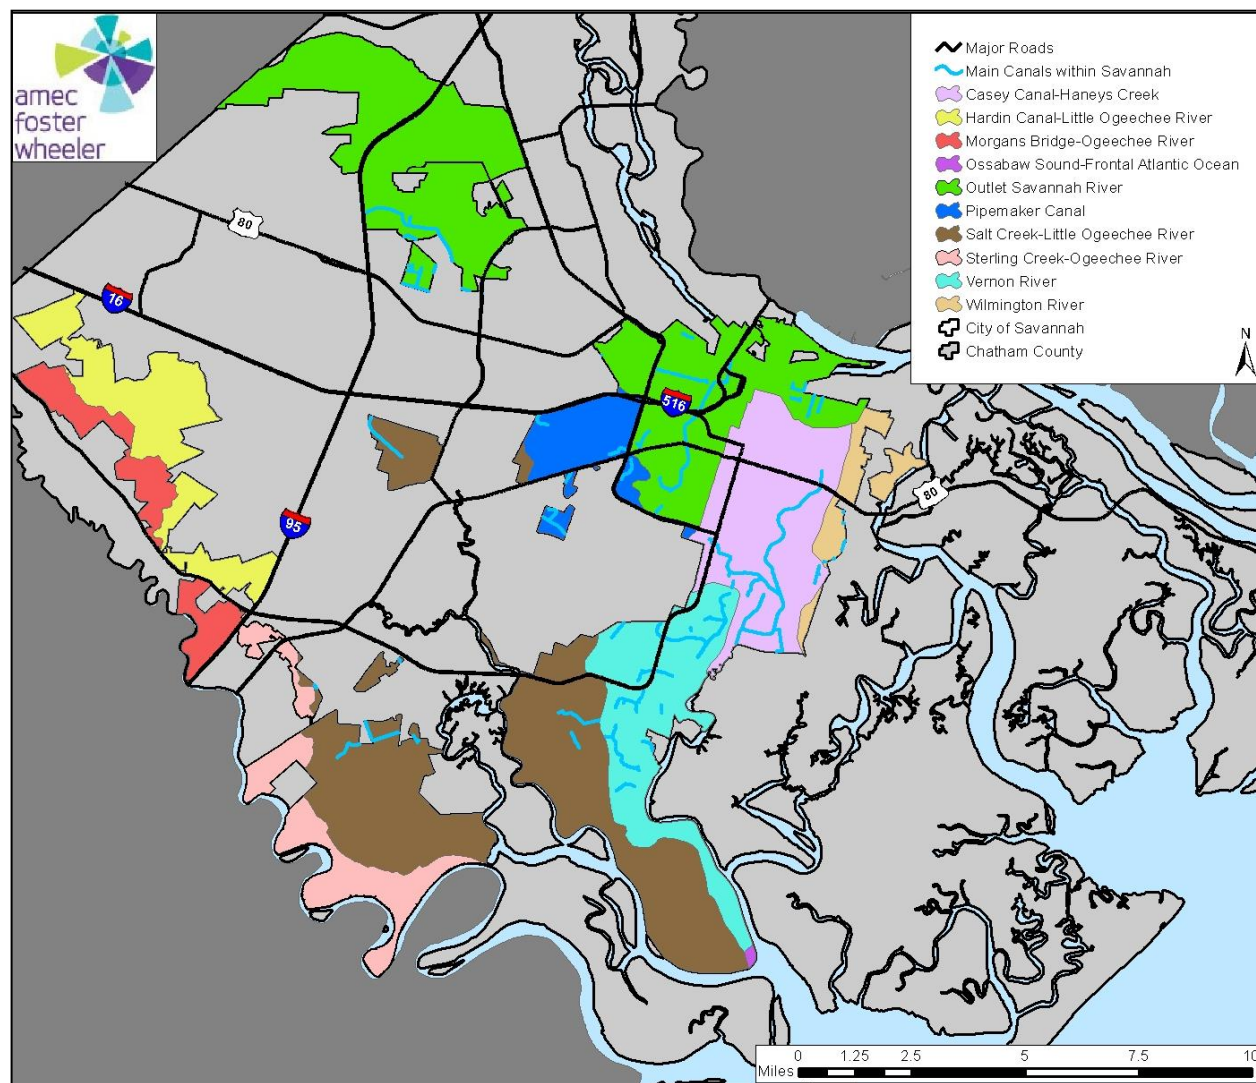 amec
foster
wheeler
Major Roads
Main Canals within Savannah
Casey Canal-Haneys Creek
Hardin Canal-Little Ogeechee River
Morgans Bridge-Ogeechee River
Ossabaw Sound-Frontal Atlantic Ocean
Outlet Savannah River
Pipemaker Canal
Salt Creek-Little Ogeechee River
Sterling Creek-Ogeechee River
Vernon River
Wilmington River
City of Savannah
Chatham County
N
80
16
516
80
95
0 1.25 2.5 5 7.5 10
Miles